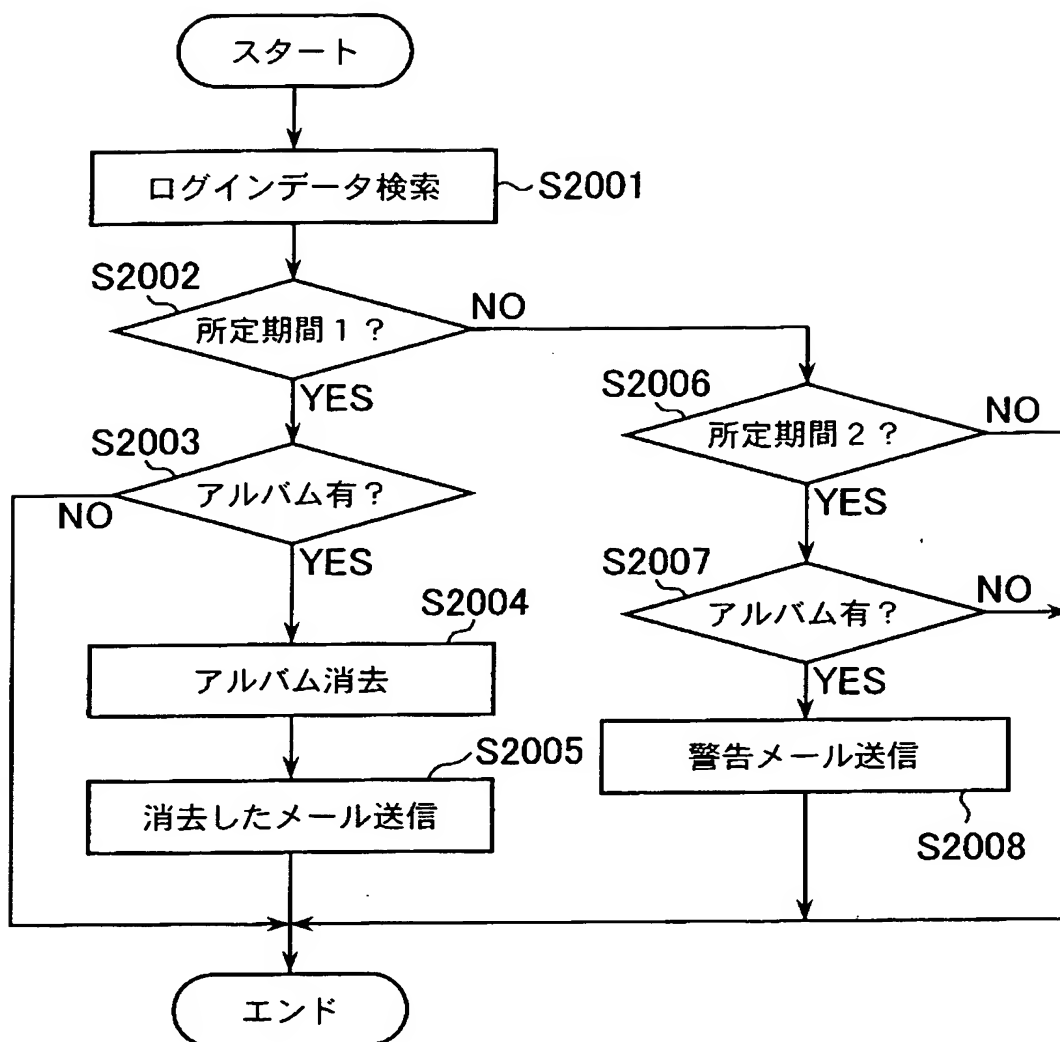 スタート
ログインデータ検索
S2001
S2002
所定期間1?
NO
YES
S2003
アルバム有?
NO
YES
S2004
アルバム消去
S2005
消去したメール送信
S2006
所定期間2?
NO
YES
S2007
アルバム有?
NO
YES
警告メール送信
S2008
エンド